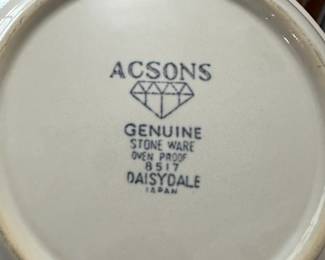 ACSONS
GENUINE
STONE WARE
OVEN PROOF
8517
DAISYDALE
JAPAN